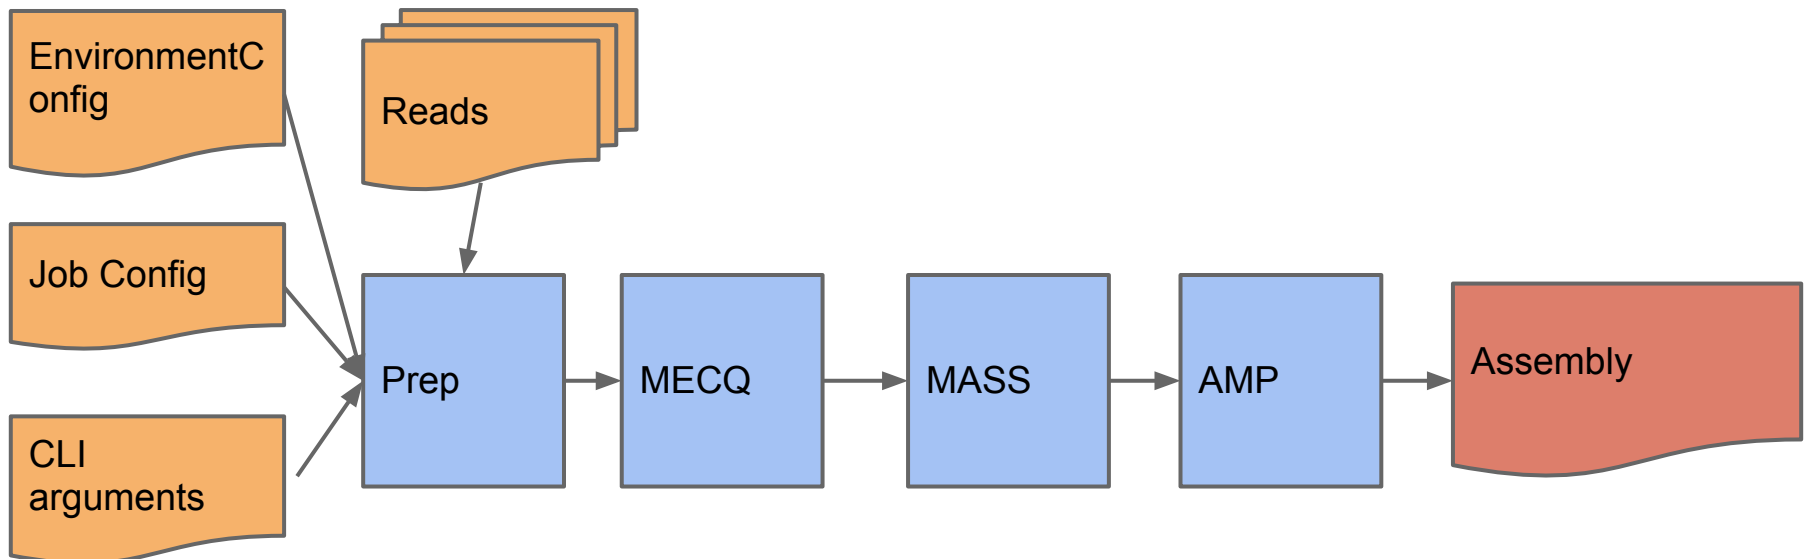 EnvironmentC
onfig
Reads
Job Config
Prep
MECQ
MASS
AMP
Assembly
CLI
arguments